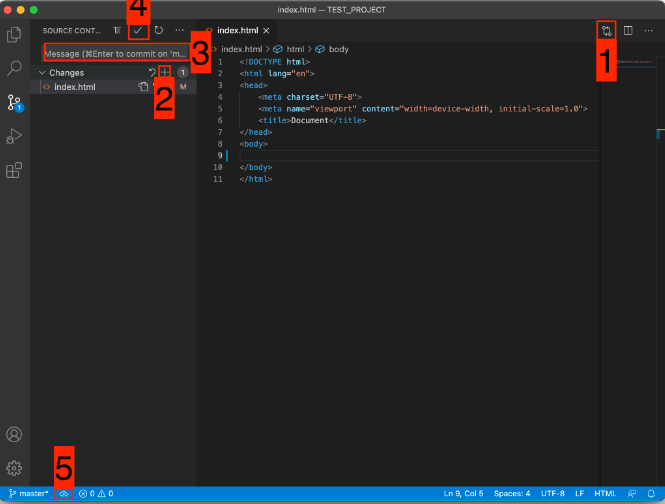 index.html — TEST_PROJECT
4
SOURCE CONT...
index.html
3
Message (⌘Enter to commit on 'm...
index.html > html > body
1
Changes
1
index.html
M
2
1 <!DOCTYPE html>
2 <html lang="en">
3 <head>
4 <meta charset="UTF-8">
5 <meta name="viewport" content="width=device-width, initial-scale=1.0">
6 <title>Document</title>
7 </head>
8 <body>
9
10 </body>
11 </html>
1
5
master*
0 0
Ln 9, Col 5
Spaces: 4
UTF-8
LF
HTML